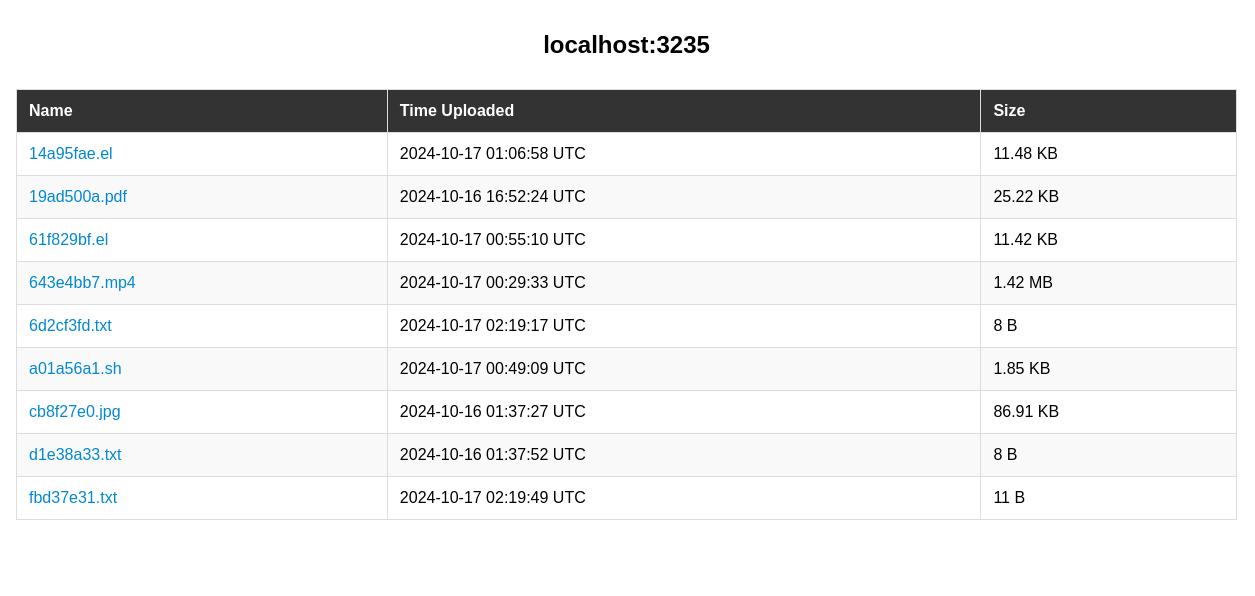 localhost:3235
Name Time Uploaded Size
14a95fae.el 2024-10-17 01:06:58 UTC 11.48 KB
19ad500a.pdf 2024-10-16 16:52:24 UTC 25.22 KB
61f829bf.el 2024-10-17 00:55:10 UTC 11.42 KB
643e4bb7.mp4 2024-10-17 00:29:33 UTC 1.42 MB
6d2cf3fd.txt 2024-10-17 02:19:17 UTC 8 B
a01a56a1.sh 2024-10-17 00:49:09 UTC 1.85 KB
cb8f27e0.jpg 2024-10-16 01:37:27 UTC 86.91 KB
d1e38a33.txt 2024-10-16 01:37:52 UTC 8 B
fbd37e31.txt 2024-10-17 02:19:49 UTC 11 B